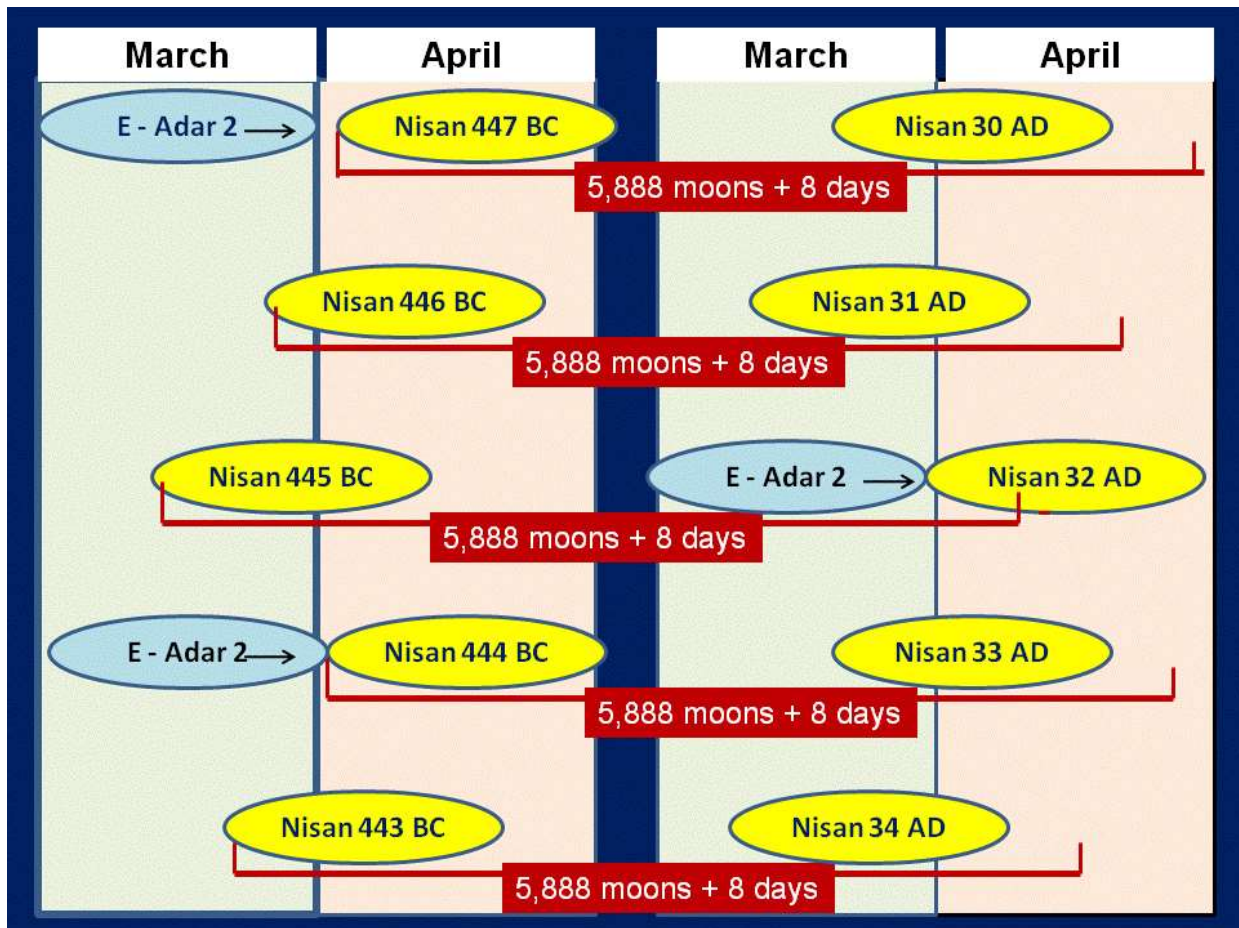 March April March April
E - Adar 2 Nisan 447 BC Nisan 30 AD
5,888 moons + 8 days
Nisan 446 BC Nisan 31 AD
5,888 moons + 8 days
Nisan 445 BC E - Adar 2 Nisan 32 AD
5,888 moons + 8 days
E - Adar 2 Nisan 444 BC Nisan 33 AD
5,888 moons + 8 days
Nisan 443 BC Nisan 34 AD
5,888 moons + 8 days